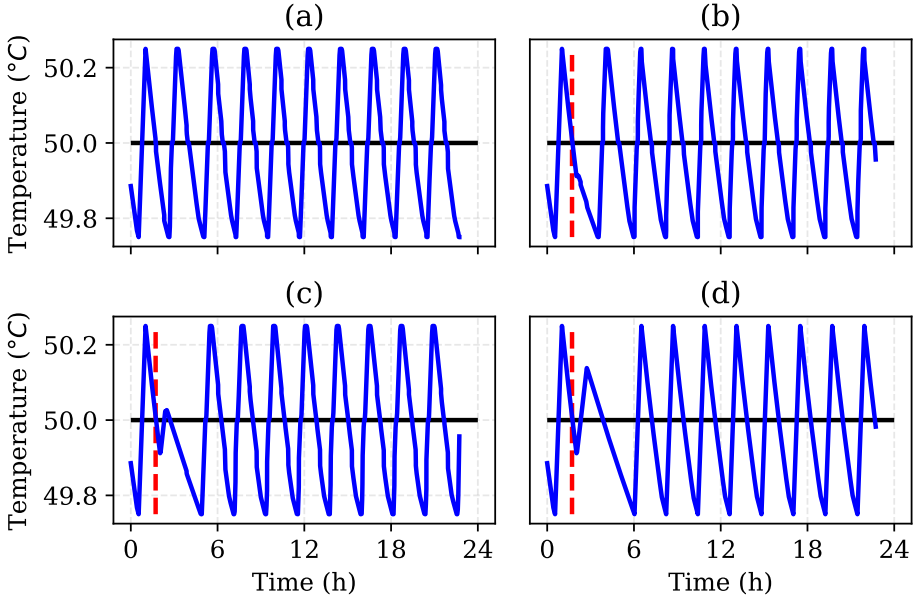 (a)
(b)
Temperature (°C)
50.2
50.0
49.8
(c)
(d)
Temperature (°C)
50.2
50.0
49.8
0 6 12 18 24
0 6 12 18 24
Time (h)
Time (h)